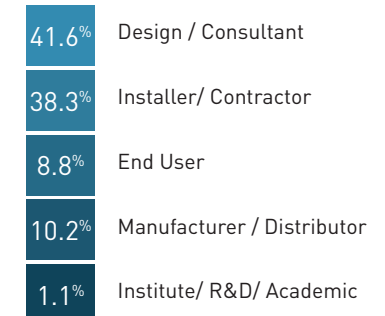 41.6% Design / Consultant
38.3% Installer/ Contractor
8.8% End User
10.2% Manufacturer / Distributor
1.1% Institute/ R&D/ Academic